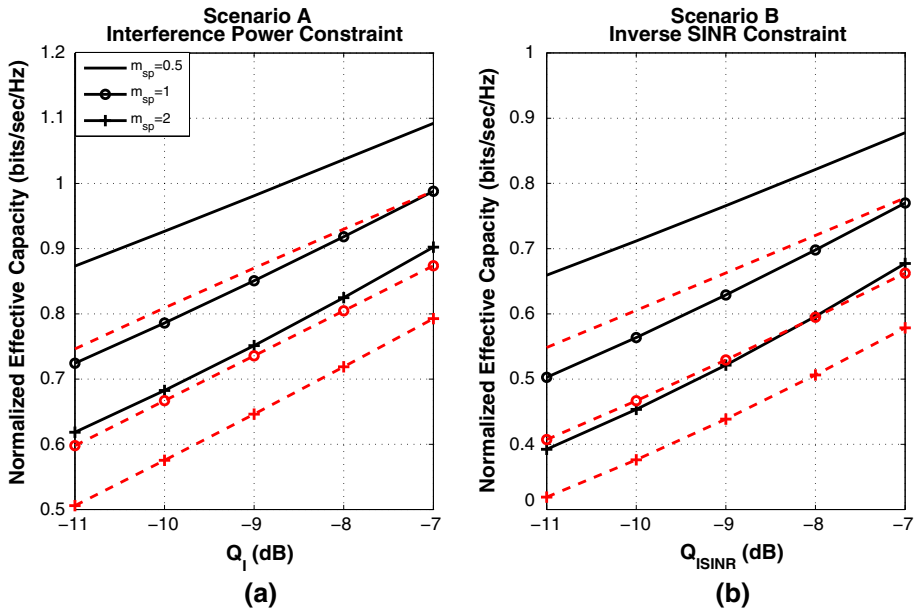 Scenario A
Interference Power Constraint
1.2
1.1
1
0.9
0.8
0.7
0.6
0.5
Normalized Effective Capacity (bits/sec/Hz)
m_sp=0.5
m_sp=1
m_sp=2
−11 −10 −9 −8 −7
Q_I (dB)
(a)
Scenario B
Inverse SINR Constraint
1
0.9
0.8
0.7
0.6
0.5
0.4
0
Normalized Effective Capacity (bits/sec/Hz)
−11 −10 −9 −8 −7
Q_ISINR (dB)
(b)